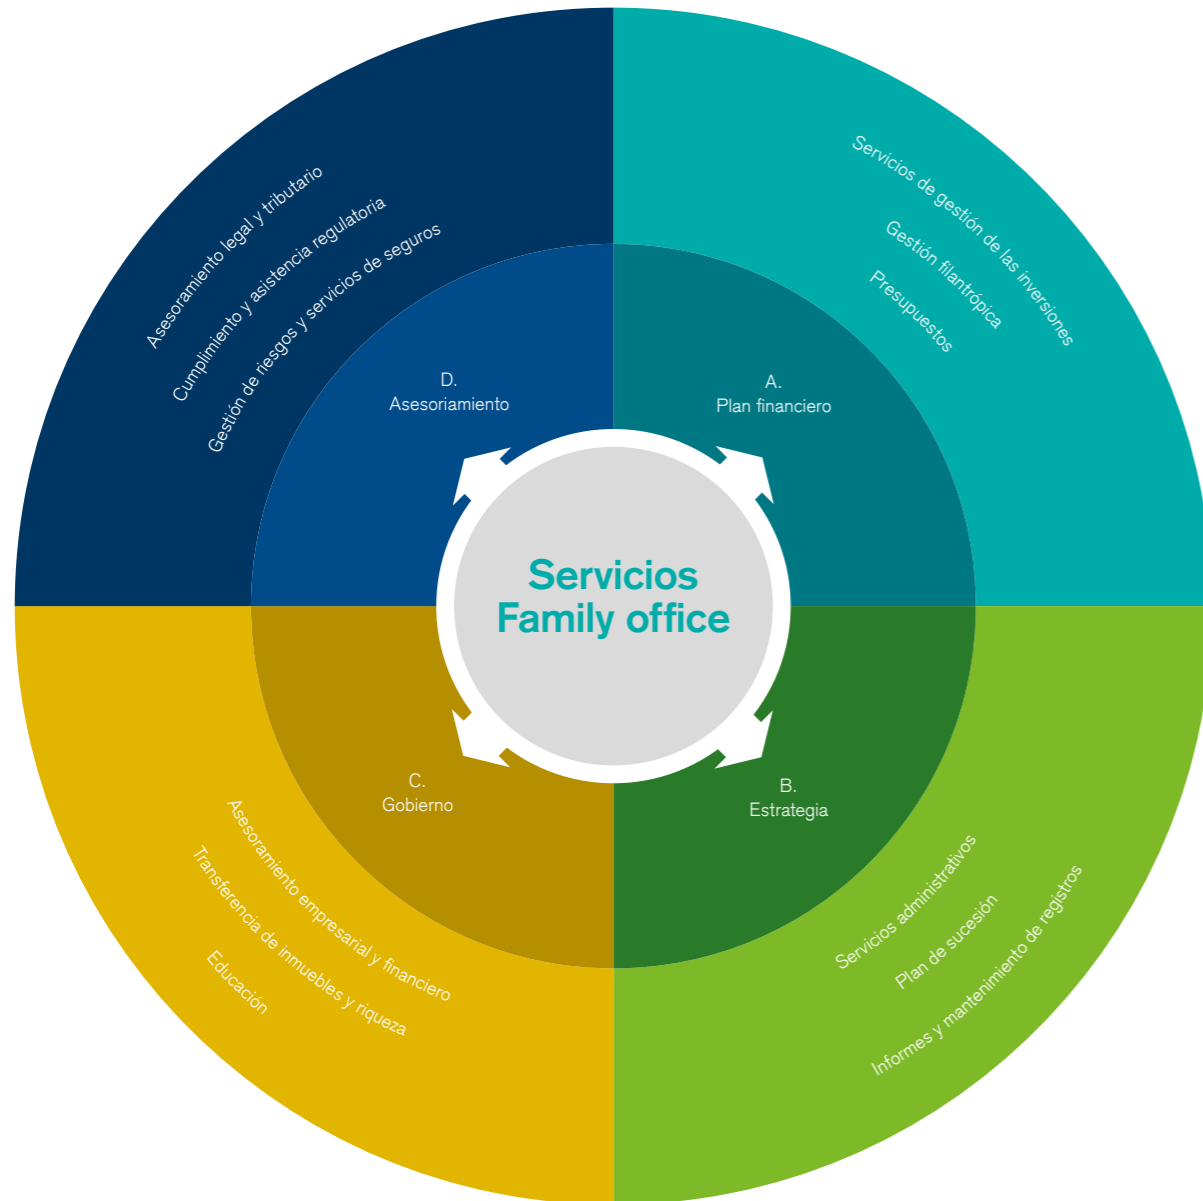 Servicios
Family office
A.
Plan financiero
Servicios de gestión de las inversiones
Gestión filantrópica
Presupuestos
B.
Estrategia
Servicios administrativos
Plan de sucesión
Informes y mantenimiento de registros
C.
Gobierno
Asesoramiento empresarial y financiero
Transferencia de inmuebles y riqueza
Educación
D.
Asesoriamiento
Asesoramiento legal y tributario
Cumplimiento y asistencia regulatoria
Gestión de riesgos y servicios de seguros